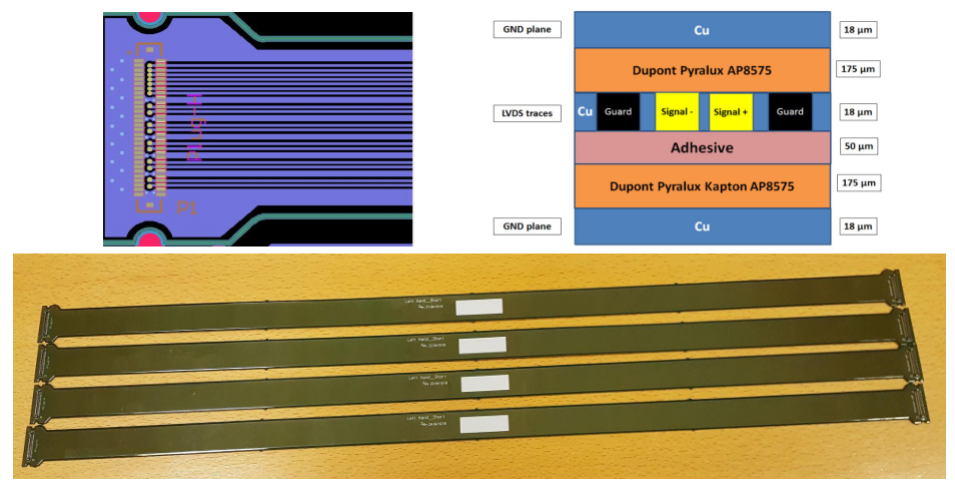 GND plane
Cu
18 µm
Dupont Pyralux AP8575
175 µm
LVDS traces
Cu
Guard
Signal -
Signal +
Guard
18 µm
Adhesive
50 µm
Dupont Pyralux Kapton AP8575
175 µm
GND plane
Cu
18 µm
P1